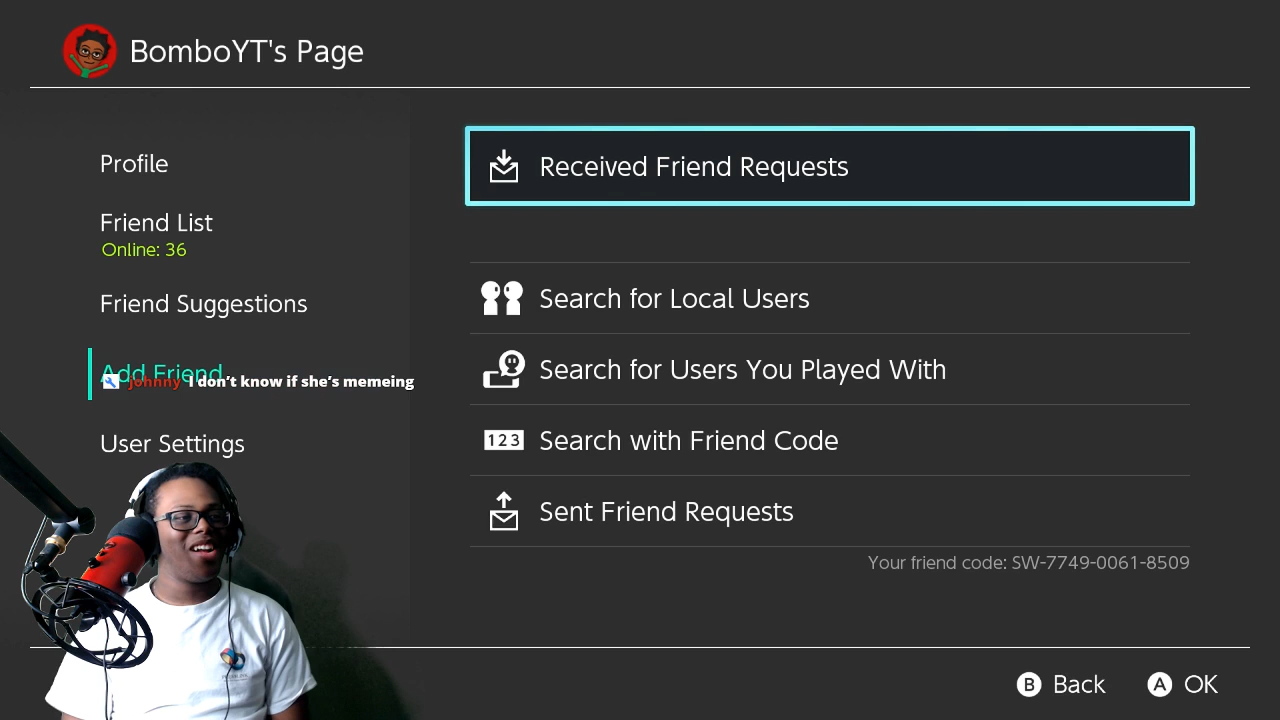 BomboYT's Page
Profile
Friend List
Online: 36
Friend Suggestions
Add Friend
johnny I don't know if she's memeing
User Settings
Received Friend Requests
Search for Local Users
Search for Users You Played With
123 Search with Friend Code
Sent Friend Requests
Your friend code: SW-7749-0061-8509
B Back A OK